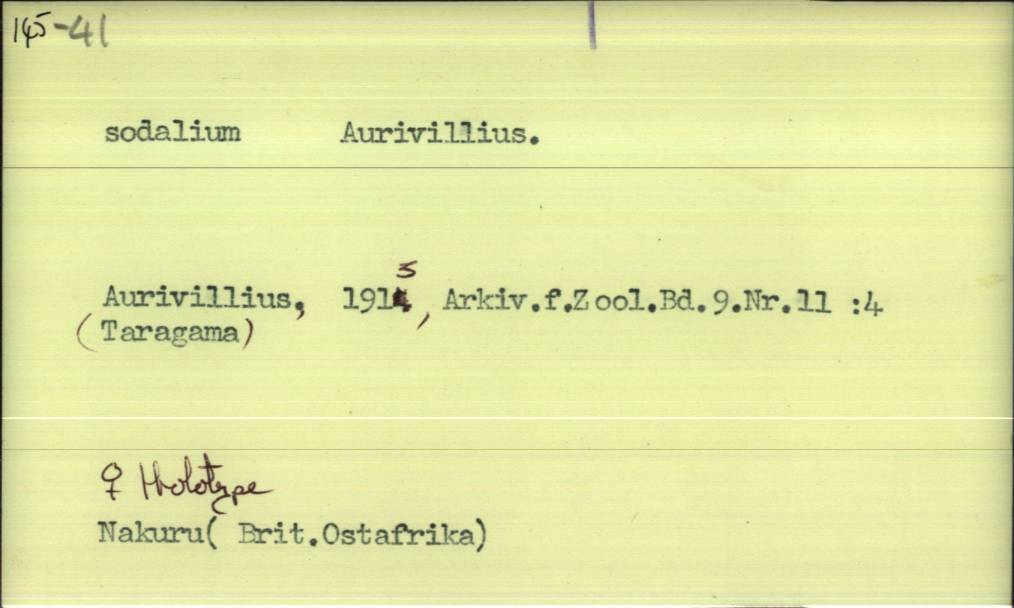 145-41
sodalium Aurivillius.
Aurivillius, 1915, Arkiv.f.Zool.Bd.9.Nr.11 :4
(Taragama)
♀ Holotype
Nakuru( Brit.Ostafrika)